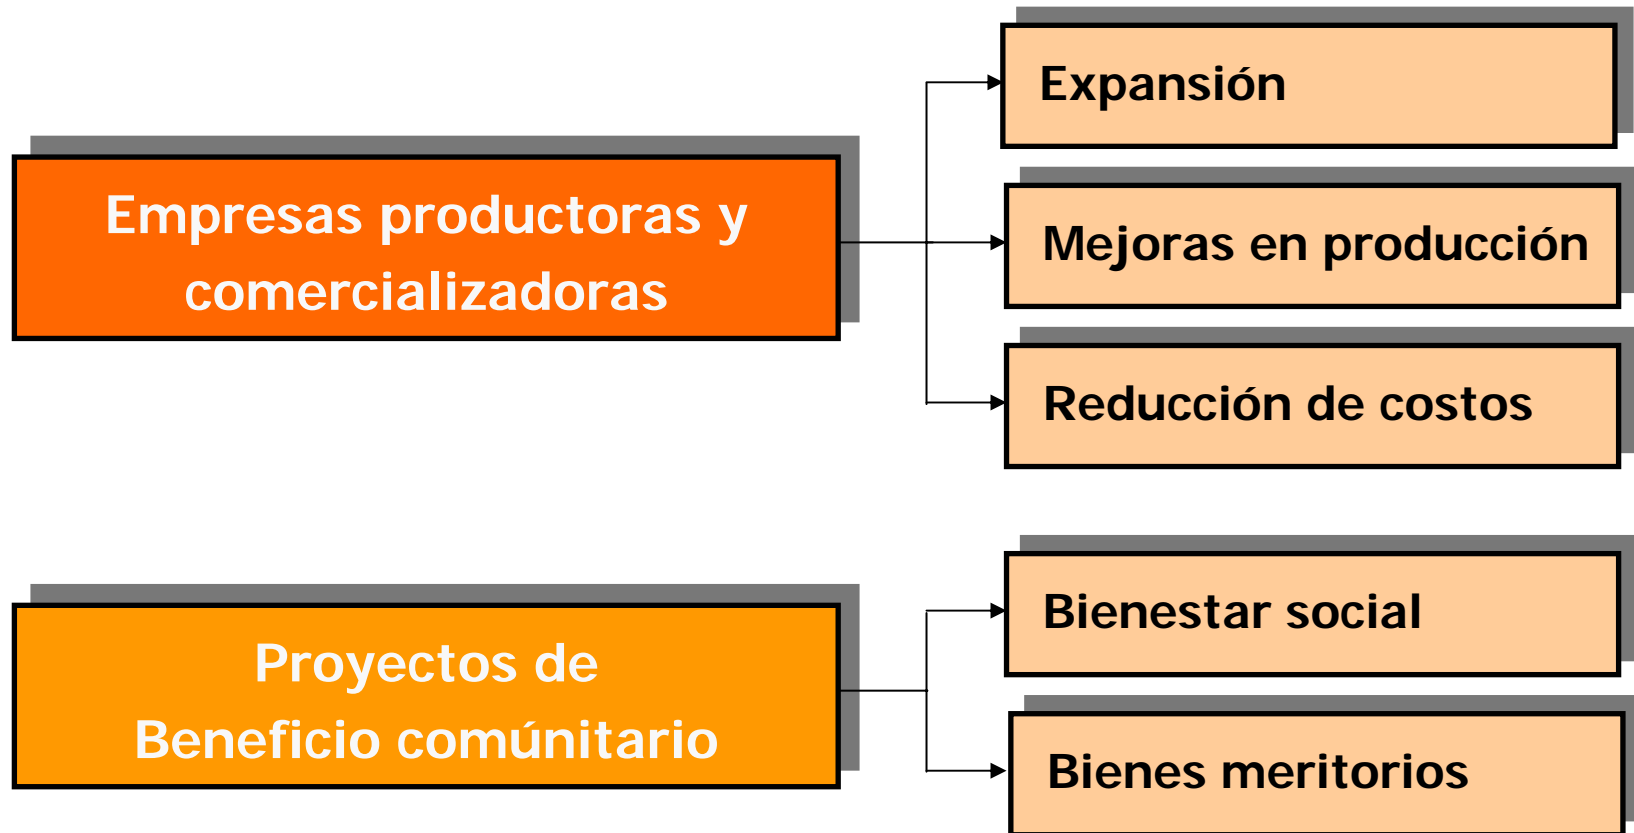 Empresas productoras y
comercializadoras
Expansión
Mejoras en producción
Reducción de costos
Proyectos de
Beneficio comúnitario
Bienestar social
Bienes meritorios